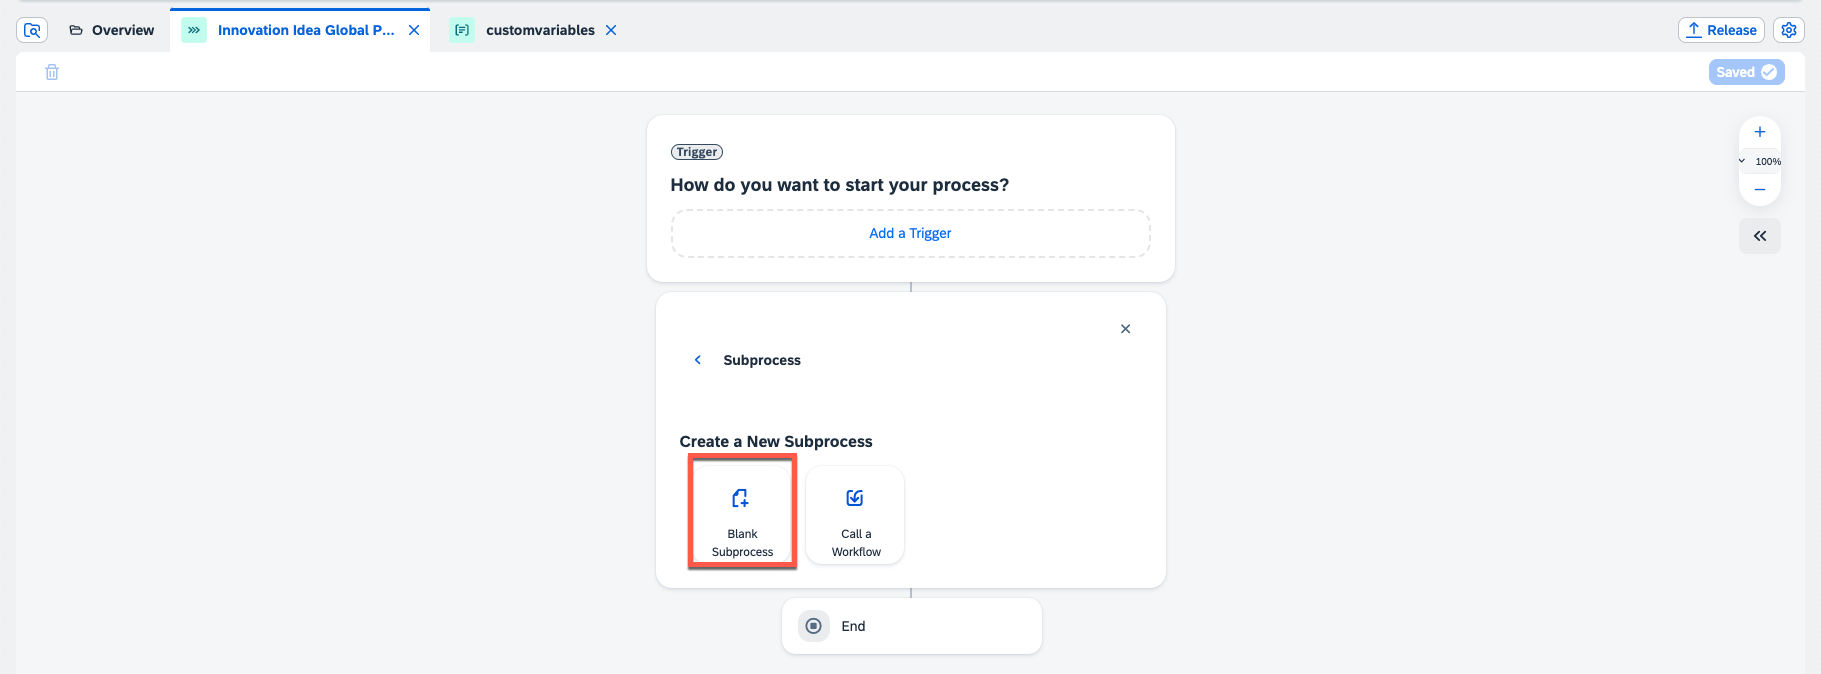 Overview
Innovation Idea Global P...
customvariables
Release
Saved
Trigger
How do you want to start your process?
Add a Trigger
100%
Subprocess
Create a New Subprocess
Blank
Subprocess
Call a
Workflow
End